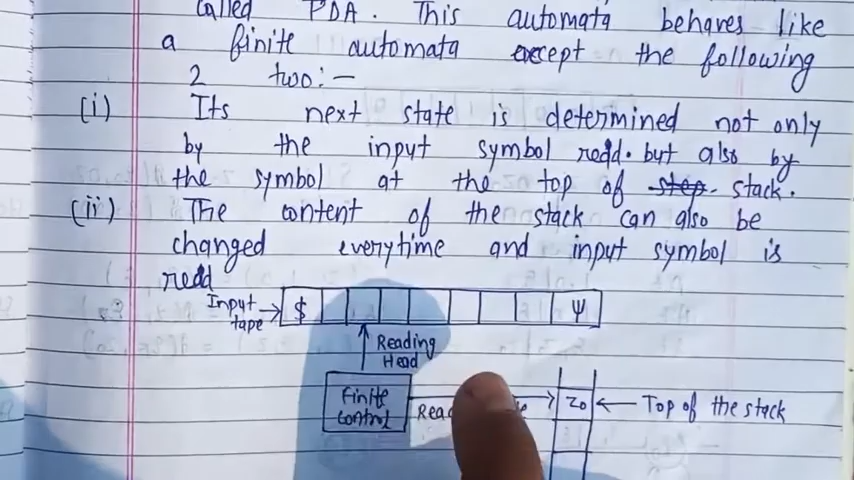 called PDA. This automata behaves like
a finite automata except the following
2 two:-
(i) Its next state is determined not only
by the input symbol redd. but also by
the symbol at the top of step. stack.
(ii) The content of the stack can also be
changed everytime and input symbol is
redd
Input tape → $ Ψ
Reading Head
Finite control
Z0 ← Top of the stack